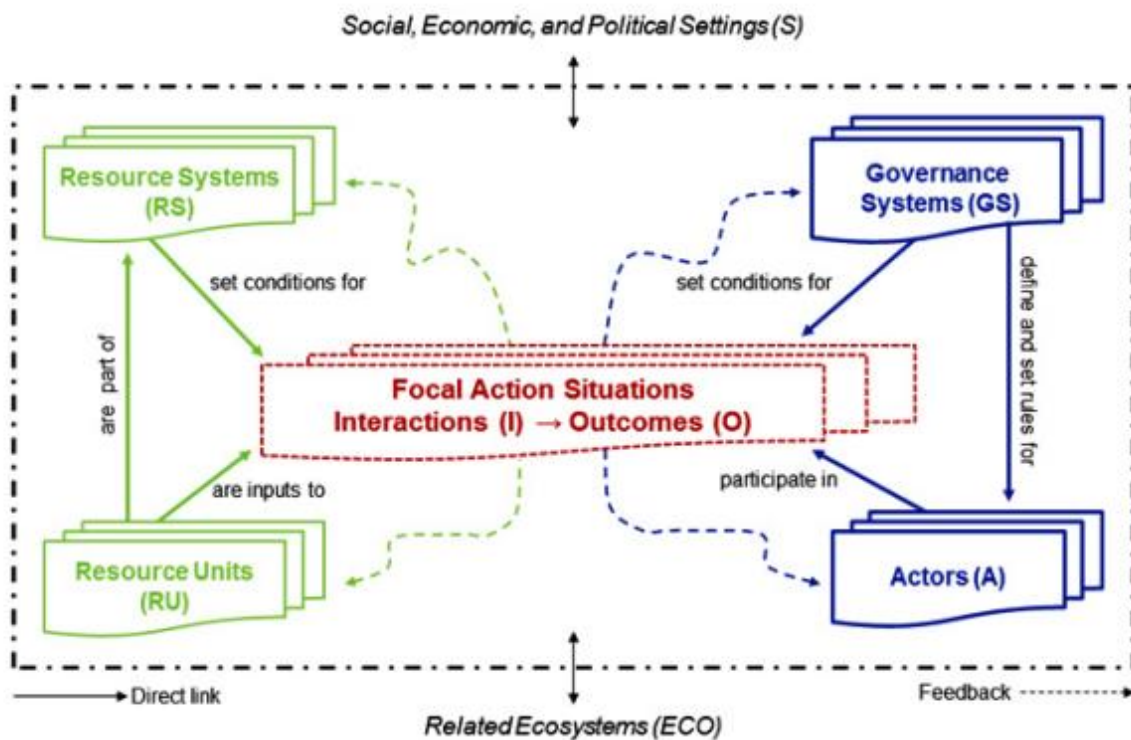 Social, Economic, and Political Settings (S)
Resource Systems
(RS)
Governance
Systems (GS)
set conditions for
set conditions for
are part of
define and set rules for
Focal Action Situations
Interactions (I) → Outcomes (O)
are inputs to
participate in
Resource Units
(RU)
Actors (A)
Direct link
Feedback
Related Ecosystems (ECO)